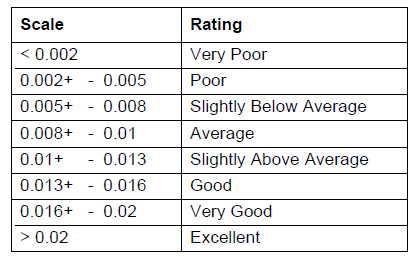 Scale Rating
< 0.002 Very Poor
0.002+ - 0.005 Poor
0.005+ - 0.008 Slightly Below Average
0.008+ - 0.01 Average
0.01+ - 0.013 Slightly Above Average
0.013+ - 0.016 Good
0.016+ - 0.02 Very Good
> 0.02 Excellent